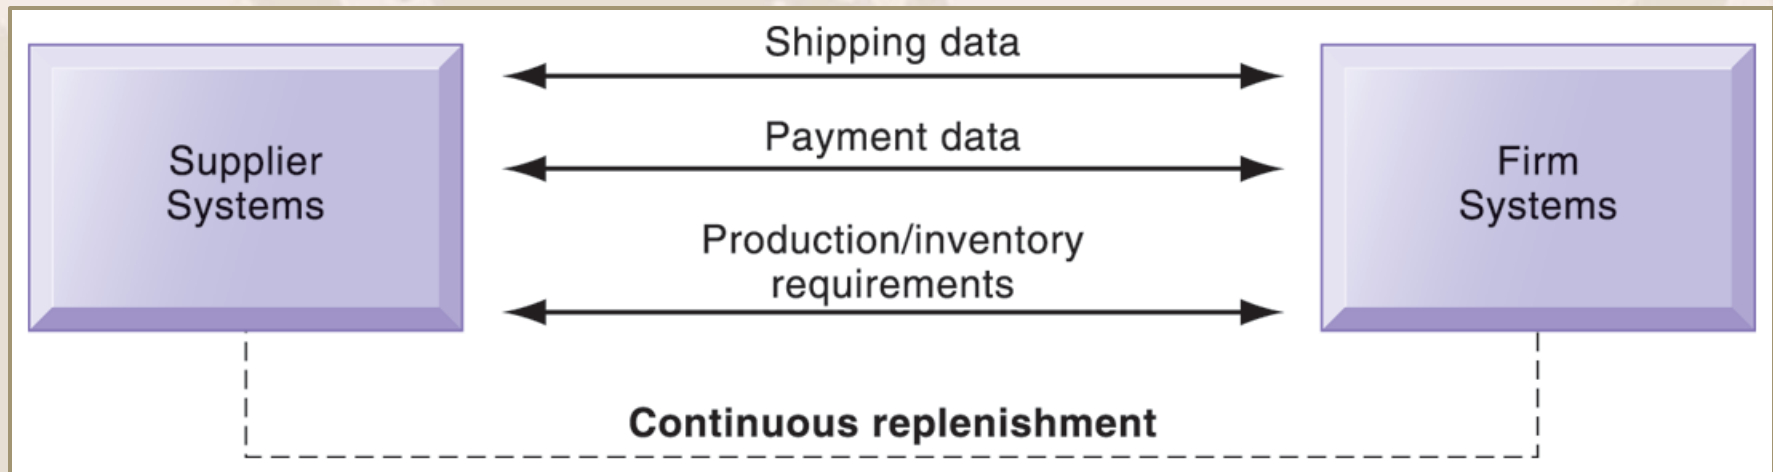 Shipping data
Payment data
Supplier
Systems
Firm
Systems
Production/inventory
requirements
Continuous replenishment